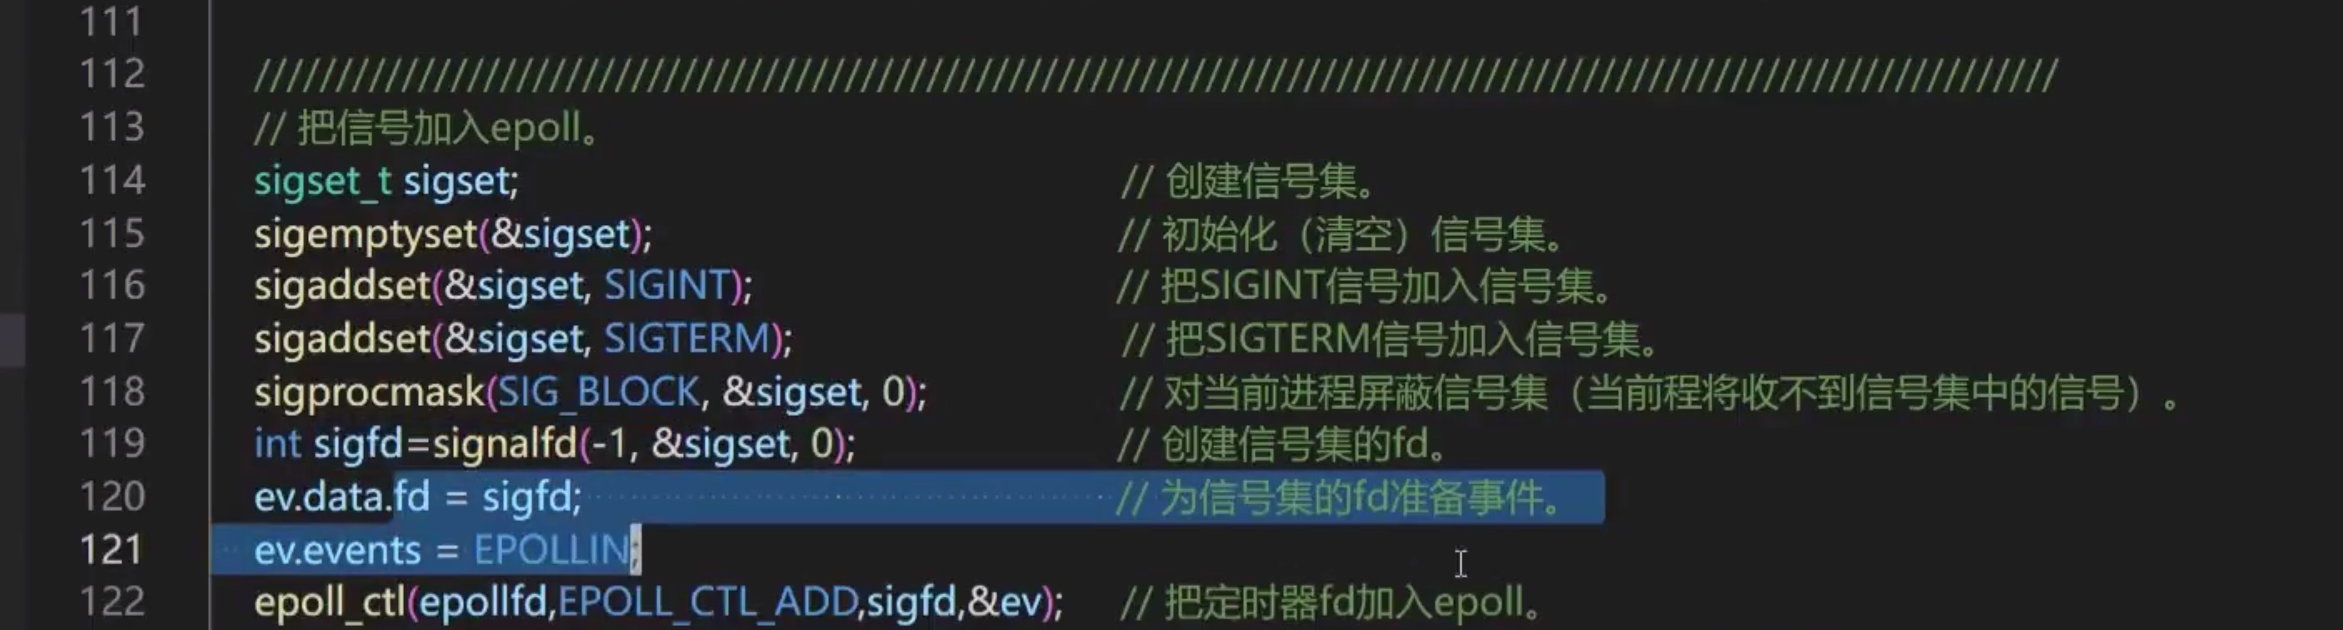 111
112 //////////////////////////////////////////////////////////////////////////////////////////////////////////////
113 // 把信号加入epoll。
114 sigset_t sigset; // 创建信号集。
115 sigemptyset(&sigset); // 初始化（清空）信号集。
116 sigaddset(&sigset, SIGINT); // 把SIGINT信号加入信号集。
117 sigaddset(&sigset, SIGTERM); // 把SIGTERM信号加入信号集。
118 sigprocmask(SIG_BLOCK, &sigset, 0); // 对当前进程屏蔽信号集（当前程将收不到信号集中的信号）。
119 int sigfd=signalfd(-1, &sigset, 0); // 创建信号集的fd。
120 ev.data.fd = sigfd; // 为信号集的fd准备事件。
121 ev.events = EPOLLIN;
122 epoll_ctl(epollfd,EPOLL_CTL_ADD,sigfd,&ev); // 把定时器fd加入epoll。